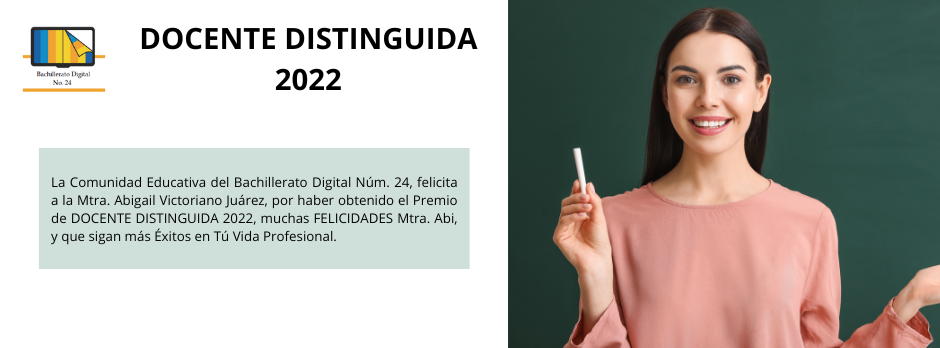 DOCENTE DISTINGUIDA
2022
Bachillerato Digital
No. 24
La Comunidad Educativa del Bachillerato Digital Núm. 24, felicita
a la Mtra. Abigail Victoriano Juárez, por haber obtenido el Premio
de DOCENTE DISTINGUIDA 2022, muchas FELICIDADES Mtra. Abi,
y que sigan más Éxitos en Tú Vida Profesional.